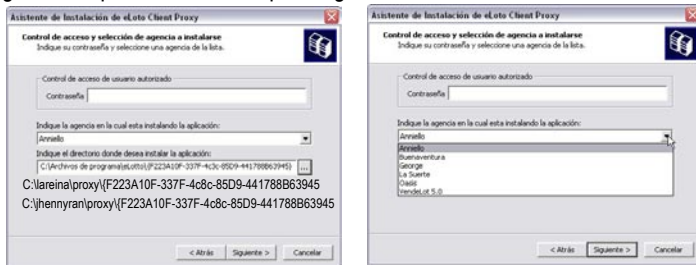 Asistente de Instalación de eLoto Client Proxy
Control de acceso y selección de agencia a instalarse
Indique su contraseña y seleccione una agencia de la lista.
Control de acceso de usuario autorizado
Contraseña
Indique la agencia en la cual esta instalando la aplicación:
Anniello
Indique el directorio donde desea instalar la aplicación:
C:\Archivos de programa\eLotto\{F223A10F-337F-4c3c-85D9-441788B63945}
...
C:\lareina\proxy\{F223A10F-337F-4c8c-85D9-441788B63945
C:\jhennyran\proxy\{F223A10F-337F-4c8c-85D9-441788B63945
< Atrás Siguiente > Cancelar
Asistente de Instalación de eLoto Client Proxy
Control de acceso y selección de agencia a instalarse
Indique su contraseña y seleccione una agencia de la lista.
Control de acceso de usuario autorizado
Contraseña
Indique la agencia en la cual esta instalando la aplicación:
Anniello
Anniello
Buenaventura
George
La Suerte
Oasis
VendeLot 5.0
< Atrás Siguiente > Cancelar